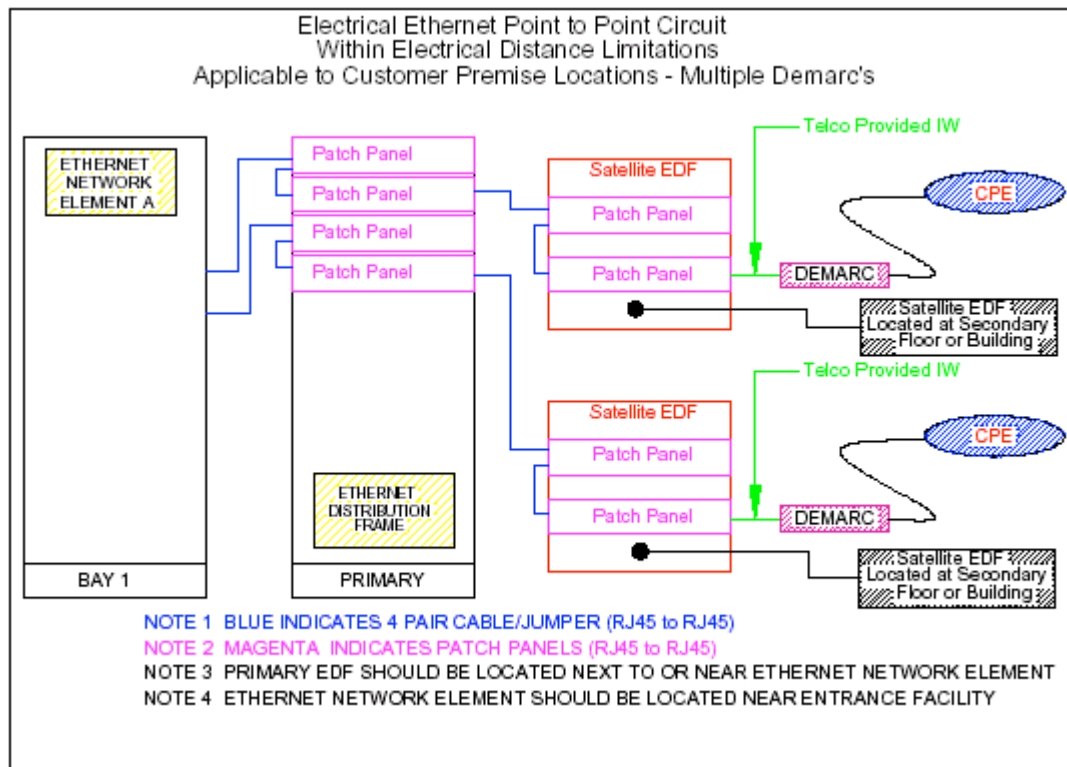 Electrical Ethernet Point to Point Circuit
Within Electrical Distance Limitations
Applicable to Customer Premise Locations - Multiple Demarc's
ETHERNET
NETWORK
ELEMENT A
BAY 1
Patch Panel
Patch Panel
Patch Panel
Patch Panel
ETHERNET
DISTRIBUTION
FRAME
PRIMARY
Satellite EDF
Patch Panel
Patch Panel
Telco Provided IW
DEMARC
CPE
Satellite EDF
Located at Secondary
Floor or Building
Satellite EDF
Patch Panel
Patch Panel
Telco Provided IW
DEMARC
CPE
Satellite EDF
Located at Secondary
Floor or Building
NOTE 1 BLUE INDICATES 4 PAIR CABLE/JUMPER (RJ45 to RJ45)
NOTE 2 MAGENTA INDICATES PATCH PANELS (RJ45 to RJ45)
NOTE 3 PRIMARY EDF SHOULD BE LOCATED NEXT TO OR NEAR ETHERNET NETWORK ELEMENT
NOTE 4 ETHERNET NETWORK ELEMENT SHOULD BE LOCATED NEAR ENTRANCE FACILITY